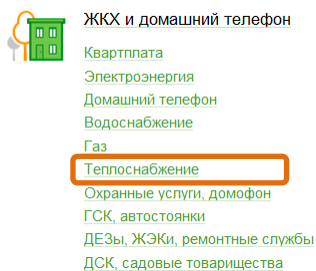 ЖКХ и домашний телефон
Квартплата
Электроэнергия
Домашний телефон
Водоснабжение
Газ
Теплоснабжение
Охранные услуги, домофон
ГСК, автостоянки
ДЕЗы, ЖЭКи, ремонтные службы
ДСК, садовые товарищества